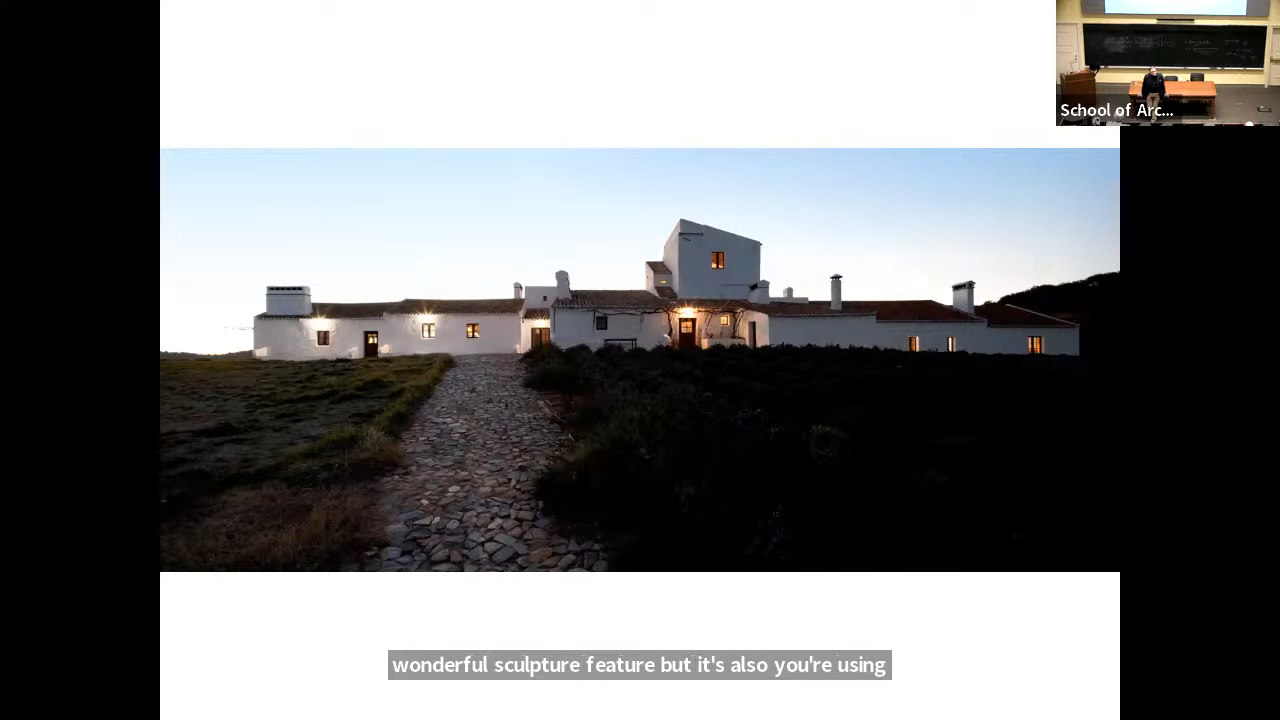 School of Arc...
wonderful sculpture feature but it's also you're using